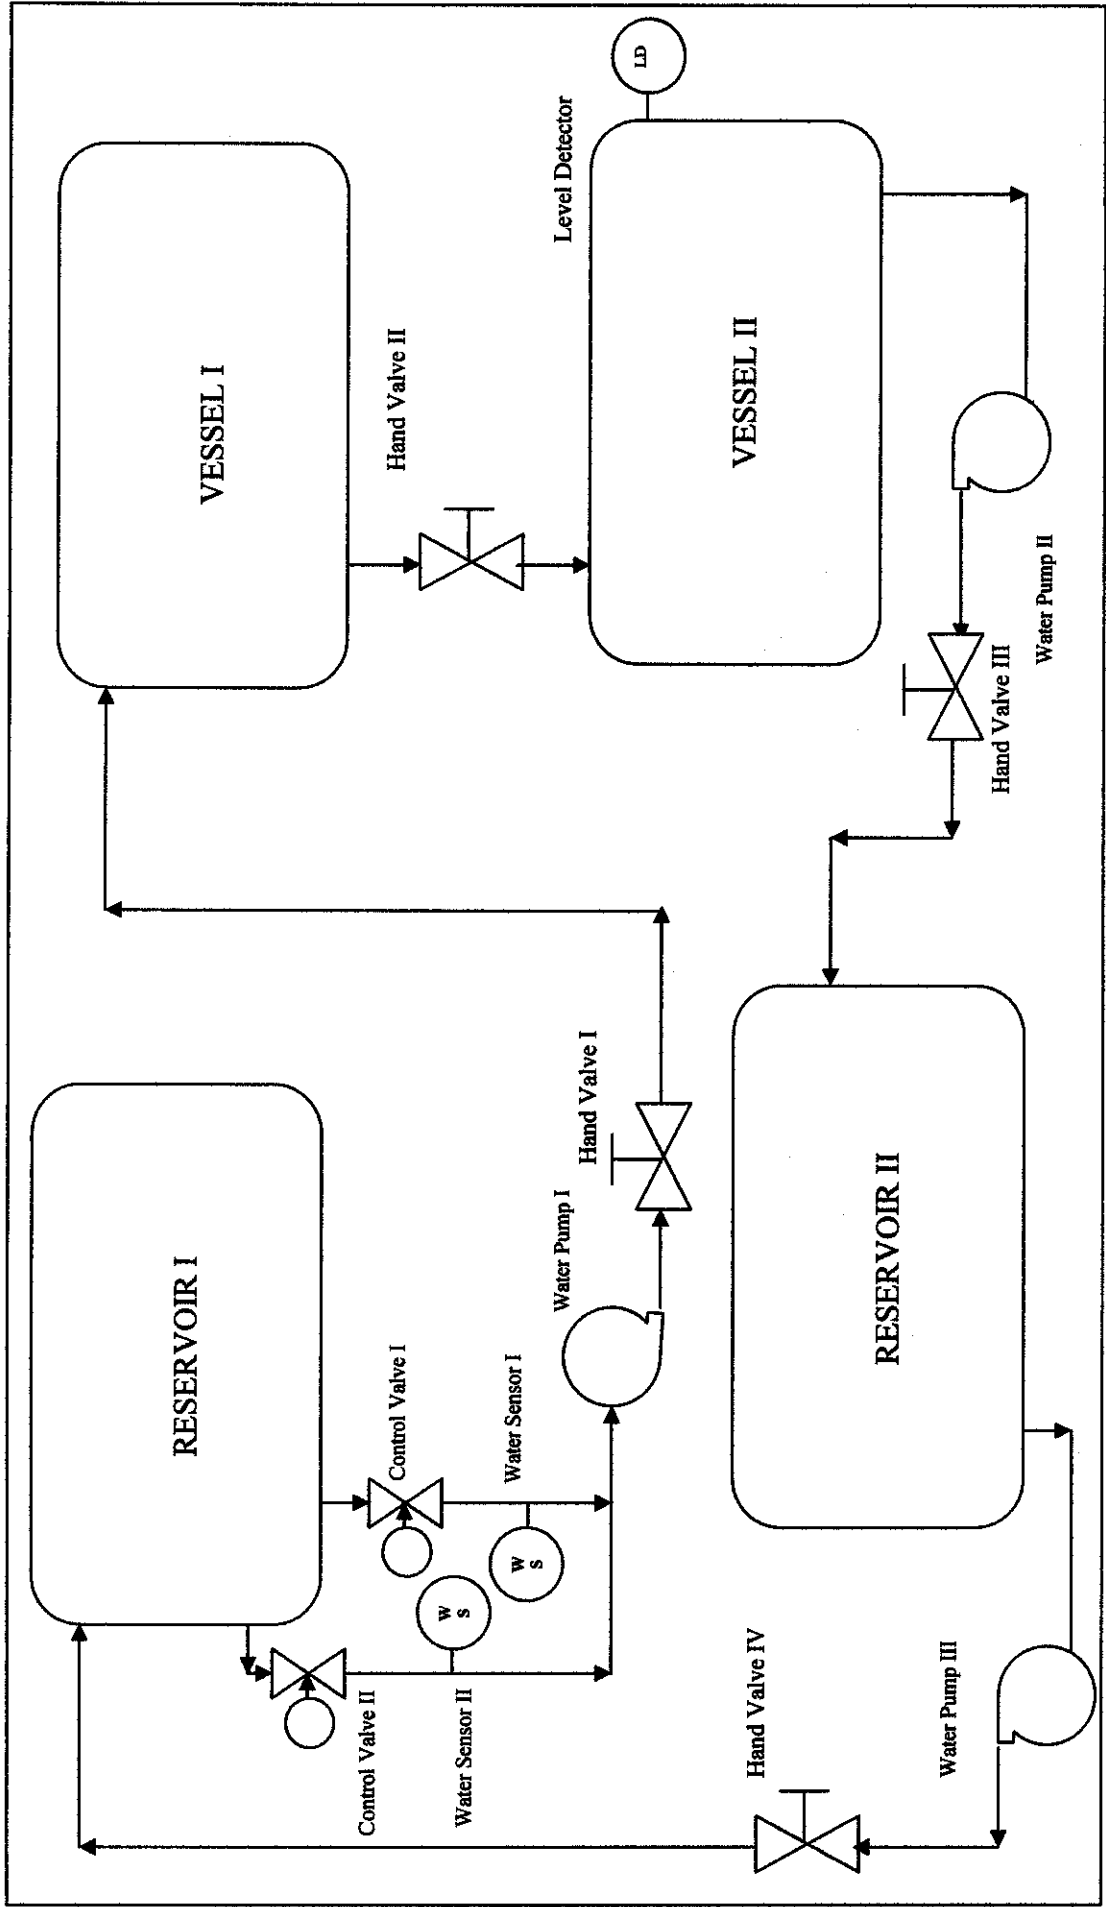 RESERVOIR I
VESSEL I
Control Valve II
Control Valve I
Hand Valve II
W
S
W
S
Water Sensor II
Water Sensor I
Water Pump I
Hand Valve I
Level Detector
LD
VESSEL II
RESERVOIR II
Hand Valve IV
Water Pump III
Hand Valve III
Water Pump II